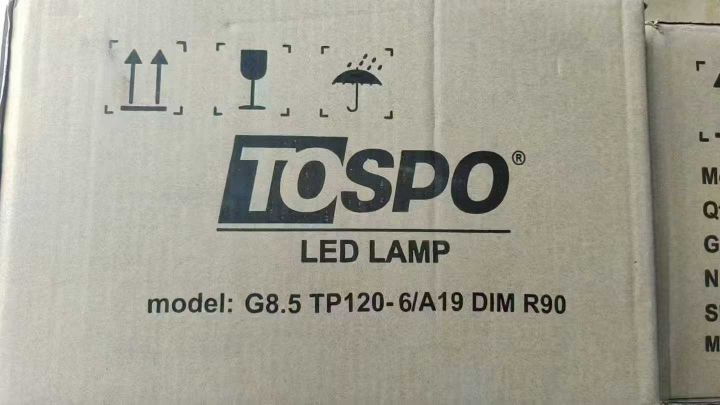 TOSPO®
LED LAMP
model: G8.5 TP120-6/A19 DIM R90